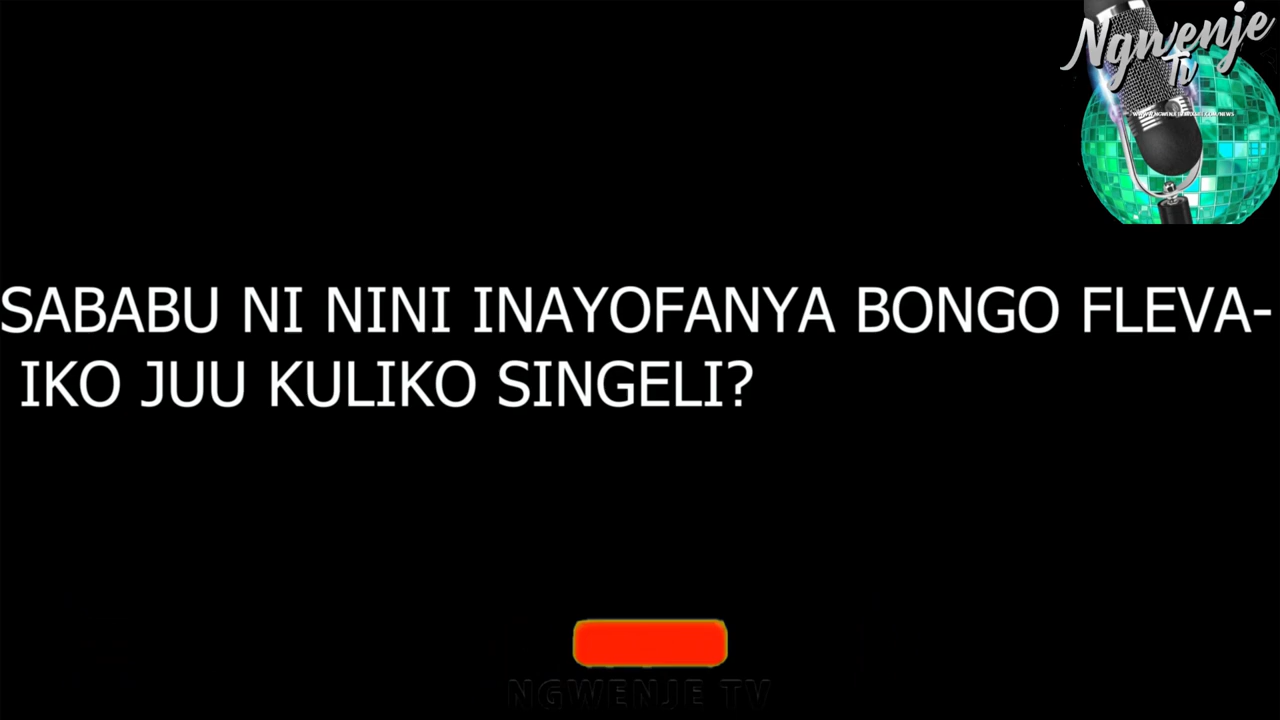 Ngwenje
Tv
SABABU NI NINI INAYOFANYA BONGO FLEVA-
IKO JUU KULIKO SINGELI?
NGWENJE TV